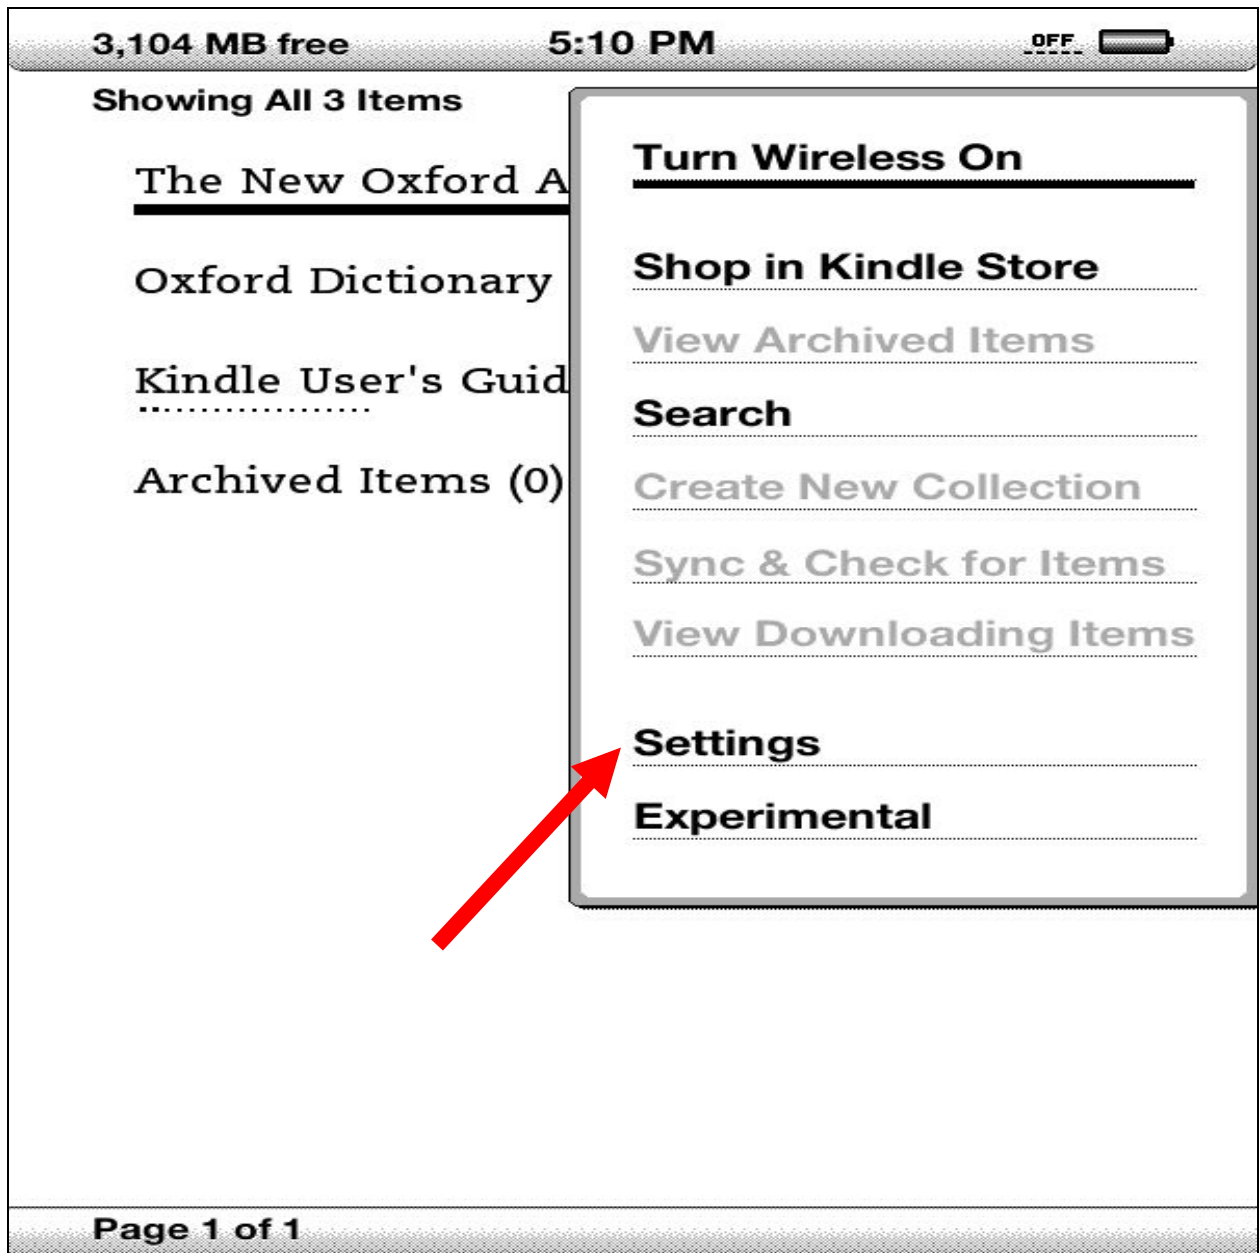 3,104 MB free 5:10 PM OFF
Showing All 3 Items
The New Oxford A
Oxford Dictionary
Kindle User's Guid
Archived Items (0)
Turn Wireless On
Shop in Kindle Store
View Archived Items
Search
Create New Collection
Sync & Check for Items
View Downloading Items
Settings
Experimental
Page 1 of 1